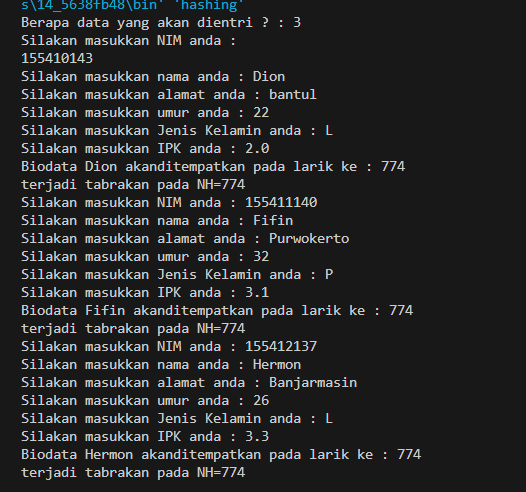 s\14_5638fb48\bin' 'hashing'
Berapa data yang akan dientri ? : 3
Silakan masukkan NIM anda :
155410143
Silakan masukkan nama anda : Dion
Silakan masukkan alamat anda : bantul
Silakan masukkan umur anda : 22
Silakan masukkan Jenis Kelamin anda : L
Silakan masukkan IPK anda : 2.0
Biodata Dion akanditempatkan pada larik ke : 774
terjadi tabrakan pada NH=774
Silakan masukkan NIM anda : 155411140
Silakan masukkan nama anda : Fifin
Silakan masukkan alamat anda : Purwokerto
Silakan masukkan umur anda : 32
Silakan masukkan Jenis Kelamin anda : P
Silakan masukkan IPK anda : 3.1
Biodata Fifin akanditempatkan pada larik ke : 774
terjadi tabrakan pada NH=774
Silakan masukkan NIM anda : 155412137
Silakan masukkan nama anda : Hermon
Silakan masukkan alamat anda : Banjarmasin
Silakan masukkan umur anda : 26
Silakan masukkan Jenis Kelamin anda : L
Silakan masukkan IPK anda : 3.3
Biodata Hermon akanditempatkan pada larik ke : 774
terjadi tabrakan pada NH=774